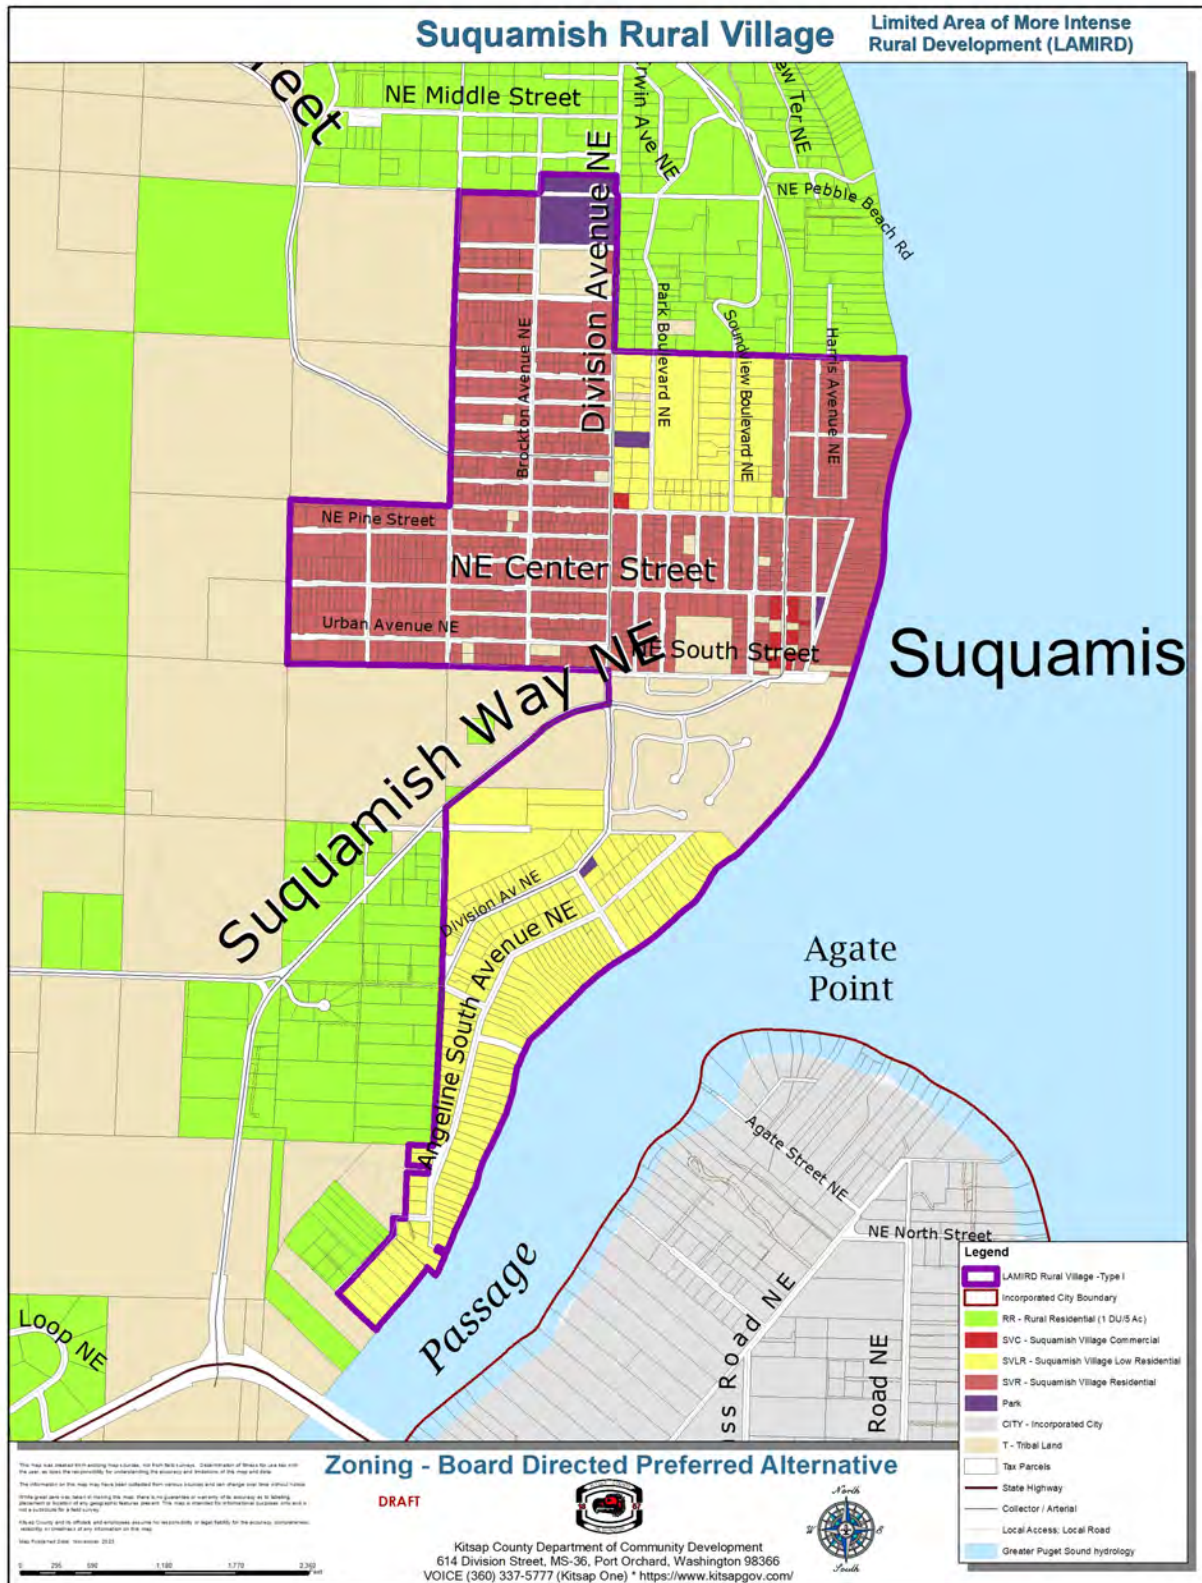 Suquamish Rural Village
Limited Area of More Intense
Rural Development (LAMIRD)
reet
NE Middle Street
rwin Ave NE
ew Ter NE
Division Avenue NE
NE Pebble Beach Rd
Park Boulevard NE
Soundview Boulevard NE
Harris Avenue NE
Brockton Avenue NE
NE Pine Street
NE Center Street
Urban Avenue NE
NE South Street
Suquamis
Suquamish Way NE
Division Av NE
Angeline South Avenue NE
Agate
Point
Agate Street NE
NE North Street
Passage
Loop NE
ss Road NE
Road NE
Legend
LAMIRD Rural Village -Type I
Incorporated City Boundary
RR - Rural Residential (1 DU/5 Ac)
SVC - Suquamish Village Commercial
SVLR - Suquamish Village Low Residential
SVR - Suquamish Village Residential
Park
CITY - Incorporated City
T - Tribal Land
Tax Parcels
State Highway
Collector / Arterial
Local Access; Local Road
Greater Puget Sound hydrology
Zoning - Board Directed Preferred Alternative
DRAFT
North
South
Kitsap County Department of Community Development
614 Division Street, MS-36, Port Orchard, Washington 98366
VOICE (360) 337-5777 (Kitsap One) * https://www.kitsapgov.com/